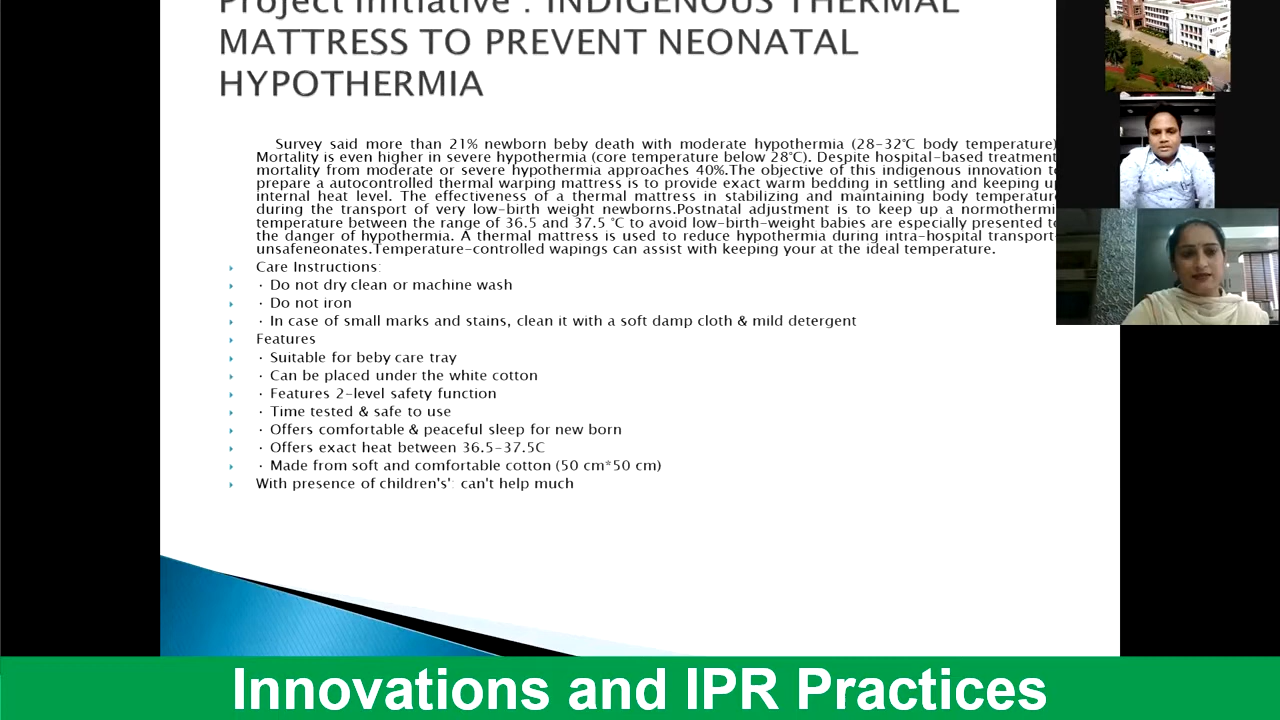 Project Initiative : INDIGENOUS THERMAL
MATTRESS TO PREVENT NEONATAL
HYPOTHERMIA
Survey said more than 21% newborn beby death with moderate hypothermia (28-32°C body temperature)
Mortality is even higher in severe hypothermia (core temperature below 28°C). Despite hospital-based treatment
mortality from moderate or severe hypothermia approaches 40%.The objective of this indigenous innovation
prepare a autocontrolled thermal warping mattress is to provide exact warm bedding in settling and keeping
internal heat level. The effectiveness of a thermal mattress in stabilizing and maintaining body temperature
during the transport of very low-birth weight newborns.Postnatal adjustment is to keep up a normothermi
temperature between the range of 36.5 and 37.5 °C to avoid low-birth-weight babies are especially presented
the danger of hypothermia. A thermal mattress is used to reduce hypothermia during intra-hospital transport-
unsafeneonates.Temperature-controlled wapings can assist with keeping your at the ideal temperature.
Care Instructions:
· Do not dry clean or machine wash
· Do not iron
· In case of small marks and stains, clean it with a soft damp cloth & mild detergent
Features
· Suitable for beby care tray
· Can be placed under the white cotton
· Features 2-level safety function
· Time tested & safe to use
· Offers comfortable & peaceful sleep for new born
· Offers exact heat between 36.5-37.5C
· Made from soft and comfortable cotton (50 cm*50 cm)
With presence of children's': can't help much
Innovations and IPR Practices